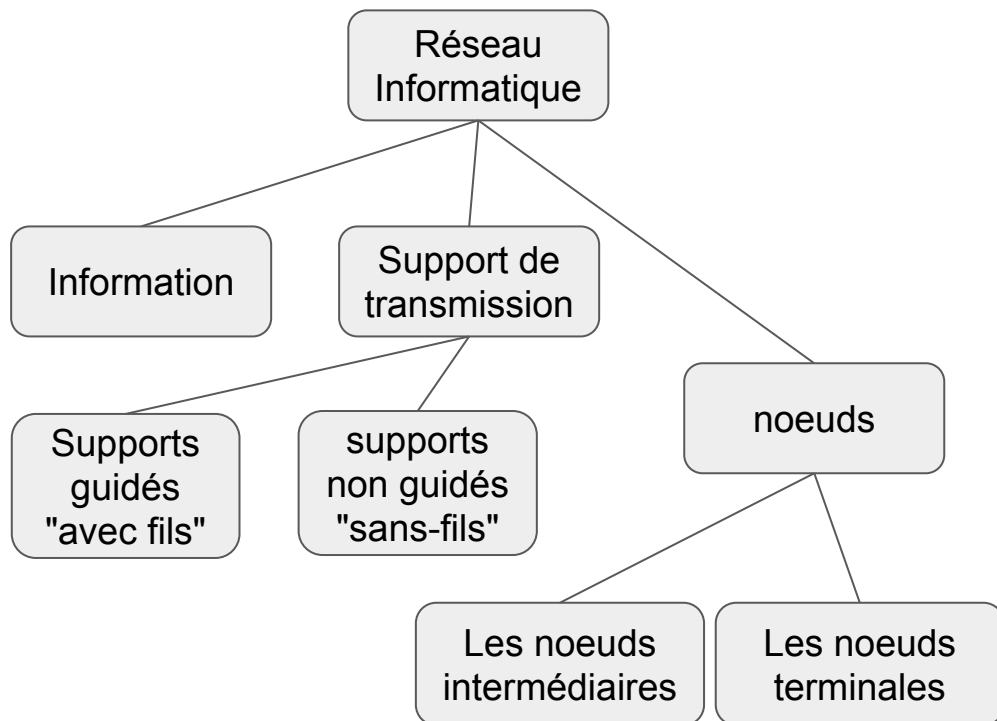 Réseau
Informatique
Information
Support de
transmission
noeuds
Supports
guidés
"avec fils"
supports
non guidés
"sans-fils"
Les noeuds
intermédiaires
Les noeuds
terminales